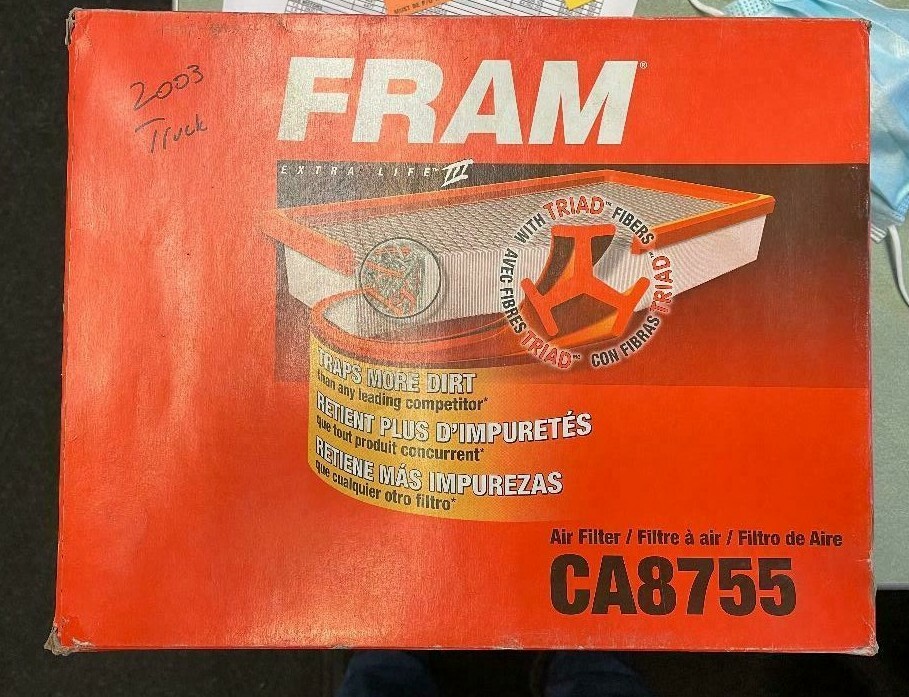 2003
Truck
FRAM®
EXTRA LIFE™ III
WITH TRIAD™ FIBERS
AVEC FIBRES TRIAD™
CON FIBRAS TRIAD
TRAPS MORE DIRT
than any leading competitor*
RETIENT PLUS D'IMPURETÉS
que tout produit concurrent*
RETIENE MÁS IMPUREZAS
que cualquier otro filtro*
Air Filter / Filtre à air / Filtro de Aire
CA8755